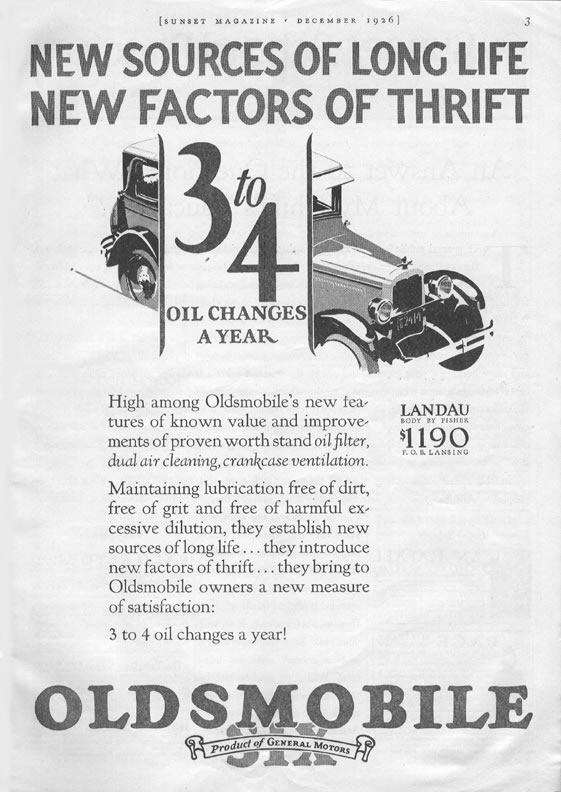 [SUNSET MAGAZINE · DECEMBER 1926]
3
NEW SOURCES OF LONG LIFE
NEW FACTORS OF THRIFT
3 to 4
OIL CHANGES
A YEAR
High among Oldsmobile's new fea-
tures of known value and improve-
ments of proven worth stand oil filter,
dual air cleaning, crankcase ventilation.
Maintaining lubrication free of dirt,
free of grit and free of harmful ex-
cessive dilution, they establish new
sources of long life ... they introduce
new factors of thrift ... they bring to
Oldsmobile owners a new measure
of satisfaction:
3 to 4 oil changes a year!
LANDAU
BODY BY FISHER
$1190
F. O. B. LANSING
OLDSMOBILE
SIX
Product of GENERAL MOTORS